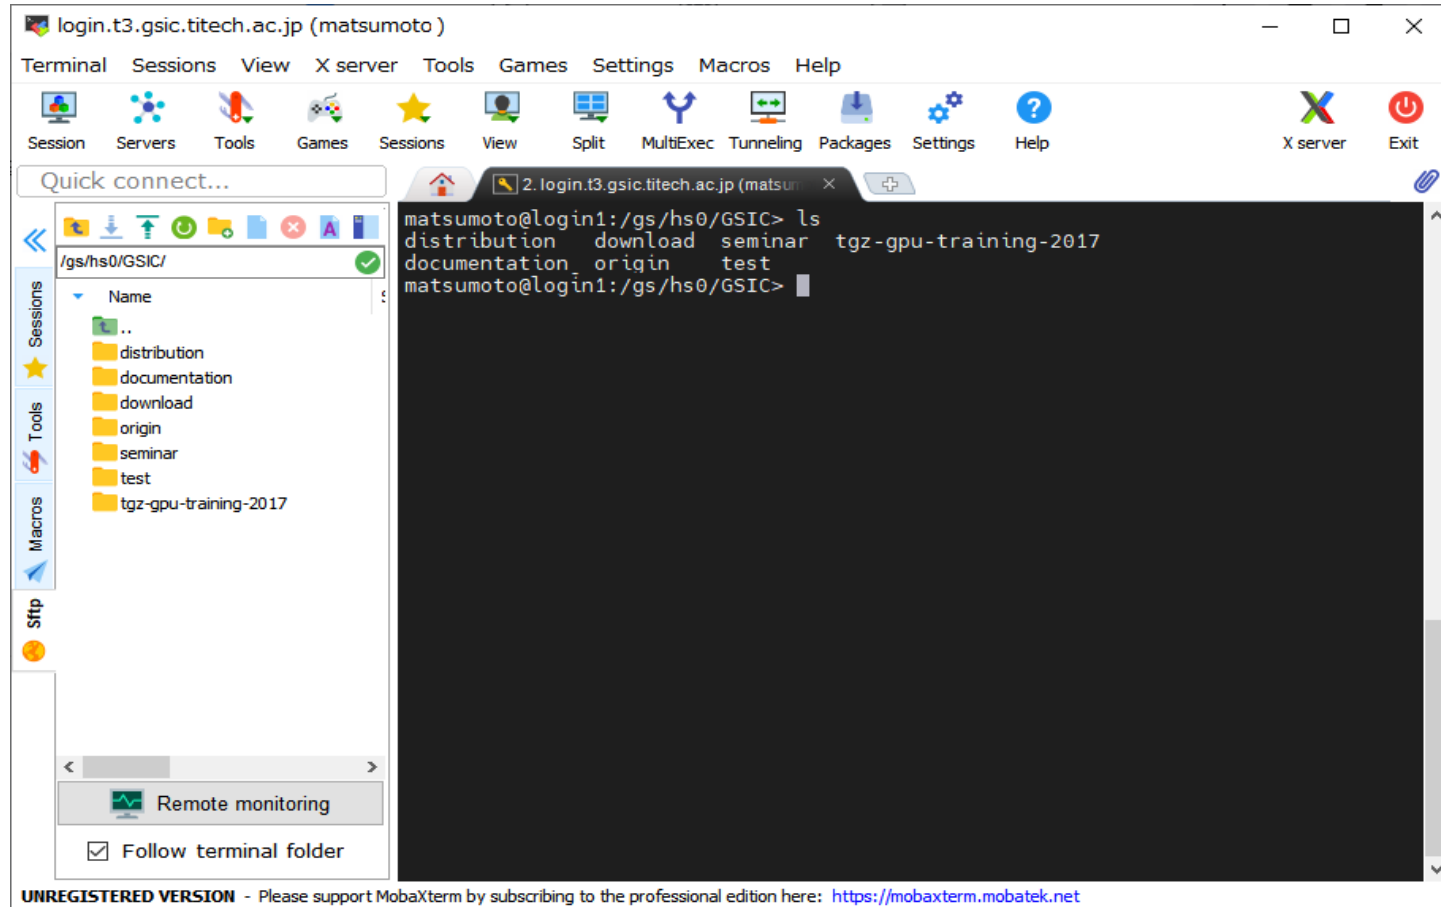 login.t3.gsic.titech.ac.jp (matsumoto )
Terminal Sessions View X server Tools Games Settings Macros Help
Session Servers Tools Games Sessions View Split MultiExec Tunneling Packages Settings Help X server Exit
Quick connect...
2. login.t3.gsic.titech.ac.jp (matsum
/gs/hs0/GSIC/
Name
..
distribution
documentation
download
origin
seminar
test
tgz-gpu-training-2017
Sessions
Tools
Macros
Sftp
Remote monitoring
Follow terminal folder
matsumoto@login1:/gs/hs0/GSIC> ls
distribution download seminar tgz-gpu-training-2017
documentation origin test
matsumoto@login1:/gs/hs0/GSIC>
UNREGISTERED VERSION - Please support MobaXterm by subscribing to the professional edition here: https://mobaxterm.mobatek.net